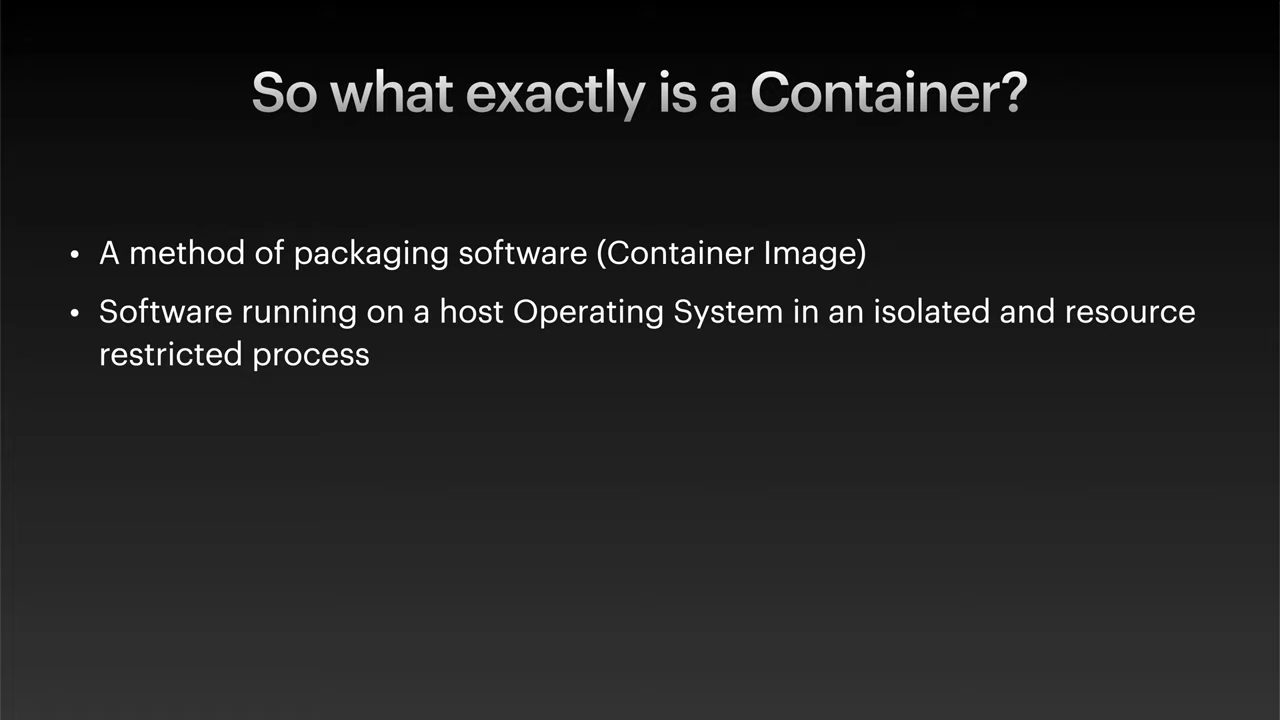 So what exactly is a Container?
• A method of packaging software (Container Image)
• Software running on a host Operating System in an isolated and resource
restricted process